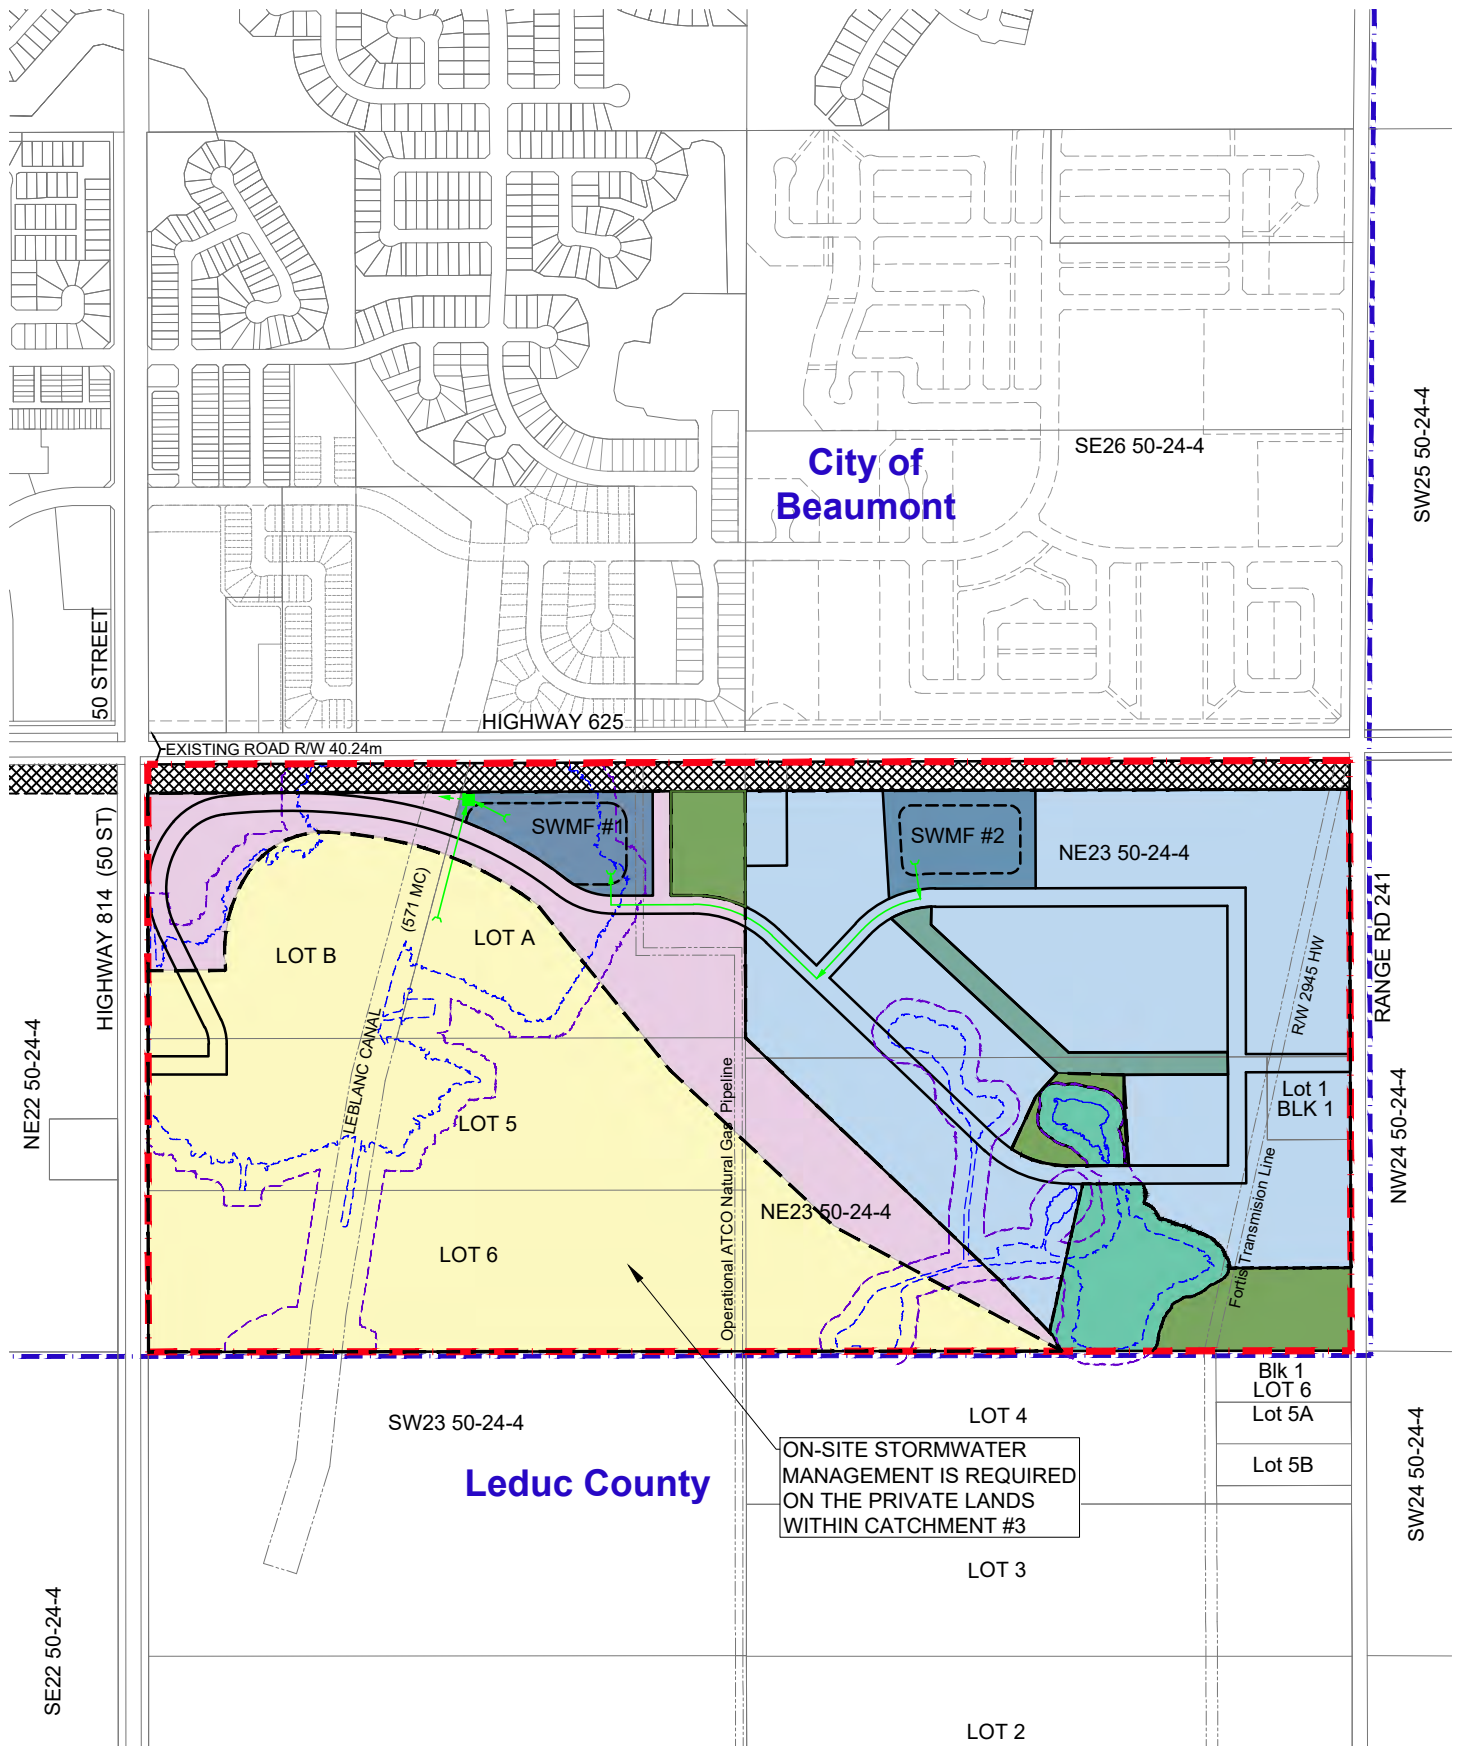 City of
Beaumont
SE26 50-24-4
SW25 50-24-4
50 STREET
HIGHWAY 625
EXISTING ROAD R/W 40.24m
SWMF #1
SWMF #2
NE23 50-24-4
HIGHWAY 814 (50 ST)
(571 MC)
LOT A
LOT B
RANGE RD 241
R/W 2945 HW
NE22 50-24-4
LEBLANC CANAL
LOT 5
Operational ATCO Natural Gas Pipeline
Lot 1
BLK 1
NW24 50-24-4
NE23 50-24-4
LOT 6
Fortis Transmision Line
SW23 50-24-4
Leduc County
LOT 4
Blk 1
LOT 6
Lot 5A
Lot 5B
ON-SITE STORMWATER
MANAGEMENT IS REQUIRED
ON THE PRIVATE LANDS
WITHIN CATCHMENT #3
SW24 50-24-4
LOT 3
SE22 50-24-4
LOT 2